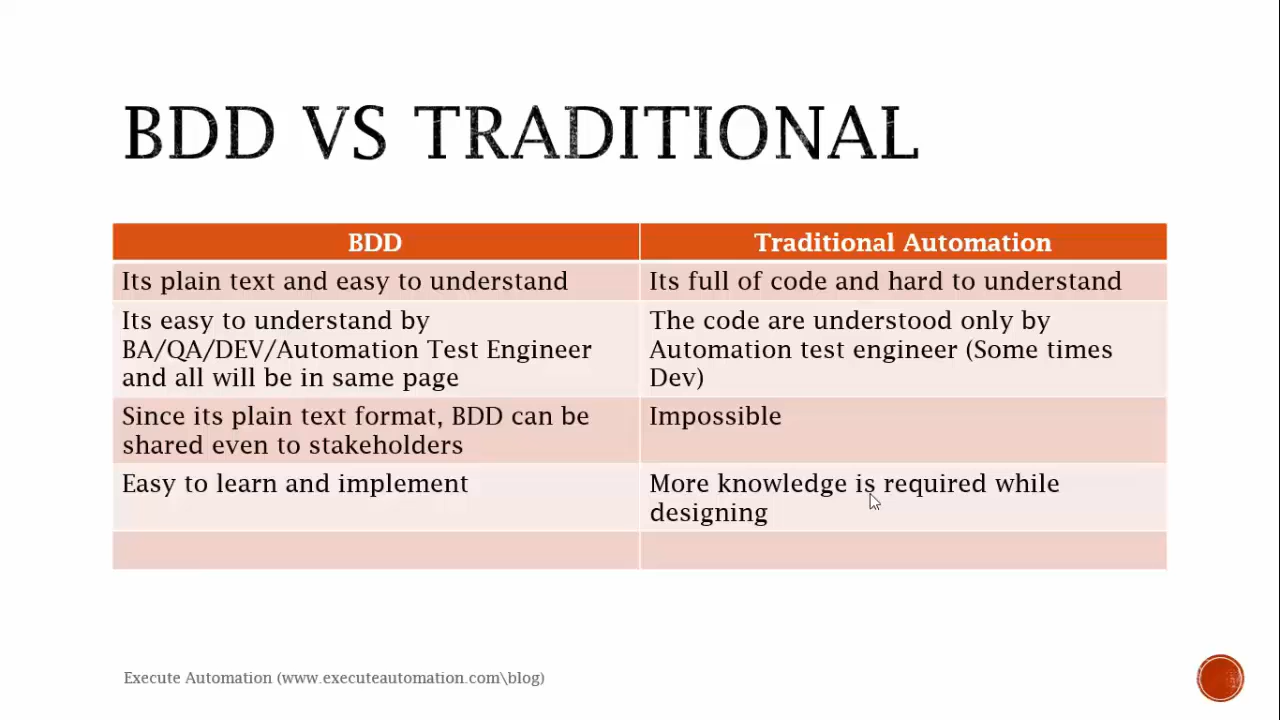 BDD VS TRADITIONAL
BDD
Traditional Automation
Its plain text and easy to understand
Its full of code and hard to understand
Its easy to understand by
BA/QA/DEV/Automation Test Engineer
and all will be in same page
The code are understood only by
Automation test engineer (Some times
Dev)
Since its plain text format, BDD can be
shared even to stakeholders
Impossible
Easy to learn and implement
More knowledge is required while
designing
Execute Automation (www.executeautomation.com\blog)